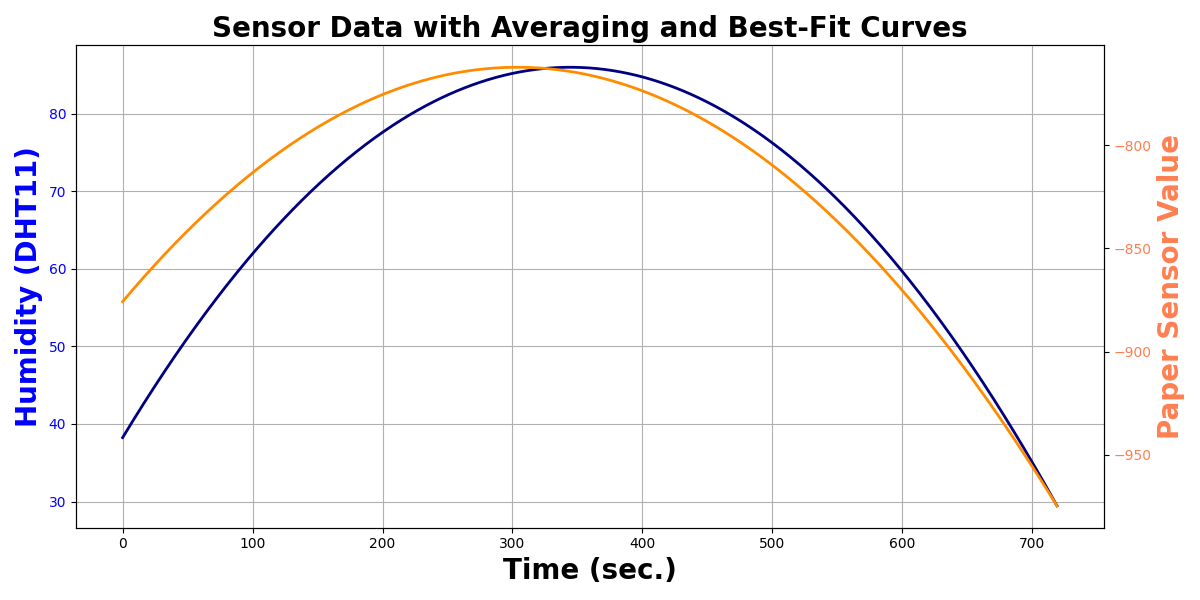 Sensor Data with Averaging and Best-Fit Curves
Humidity (DHT11)
80
70
60
50
40
30
0 100 200 300 400 500 600 700
Time (sec.)
−800
−850
−900
−950
Paper Sensor Value